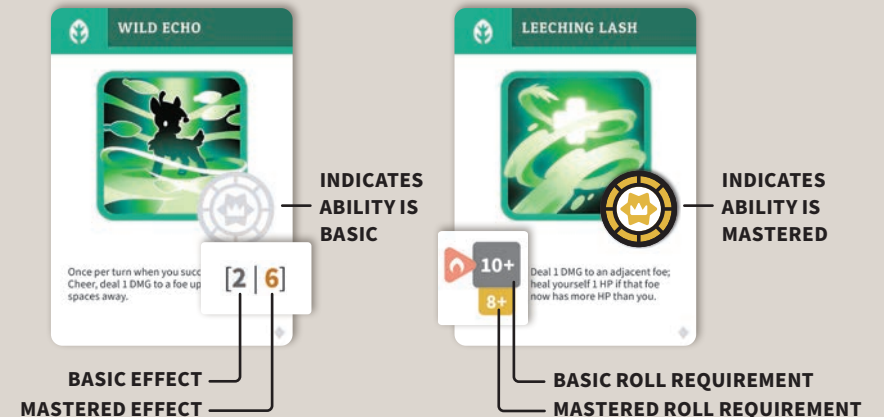 WILD ECHO
Once per turn when you succ
Cheer, deal 1 DMG to a foe up
spaces away.
[2 | 6]
INDICATES
ABILITY IS
BASIC
BASIC EFFECT
MASTERED EFFECT
LEECHING LASH
10+
8+
Deal 1 DMG to an adjacent foe;
heal yourself 1 HP if that foe
now has more HP than you.
INDICATES
ABILITY IS
MASTERED
BASIC ROLL REQUIREMENT
MASTERED ROLL REQUIREMENT